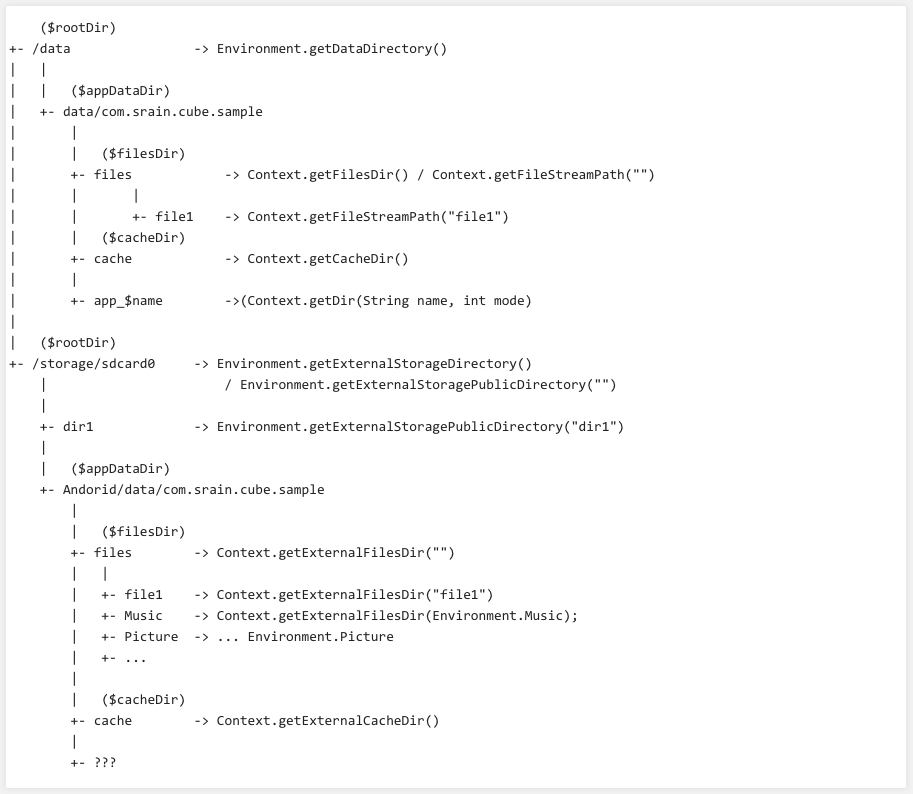 ($rootDir)
+- /data                -> Environment.getDataDirectory()
|   |
|   |   ($appDataDir)
|   +- data/com.srain.cube.sample
|       |
|       |   ($filesDir)
|       +- files            -> Context.getFilesDir() / Context.getFileStreamPath("")
|       |       |
|       |       +- file1    -> Context.getFileStreamPath("file1")
|       |   ($cacheDir)
|       +- cache            -> Context.getCacheDir()
|       |
|       +- app_$name        ->(Context.getDir(String name, int mode)
|
|   ($rootDir)
+- /storage/sdcard0     -> Environment.getExternalStorageDirectory()
    |                       / Environment.getExternalStoragePublicDirectory("")
    |
    +- dir1             -> Environment.getExternalStoragePublicDirectory("dir1")
    |
    |   ($appDataDir)
    +- Andorid/data/com.srain.cube.sample
        |
        |   ($filesDir)
        +- files        -> Context.getExternalFilesDir("")
        |   |
        |   +- file1    -> Context.getExternalFilesDir("file1")
        |   +- Music    -> Context.getExternalFilesDir(Environment.Music);
        |   +- Picture  -> ... Environment.Picture
        |   +- ...
        |
        |   ($cacheDir)
        +- cache        -> Context.getExternalCacheDir()
        |
        +- ???